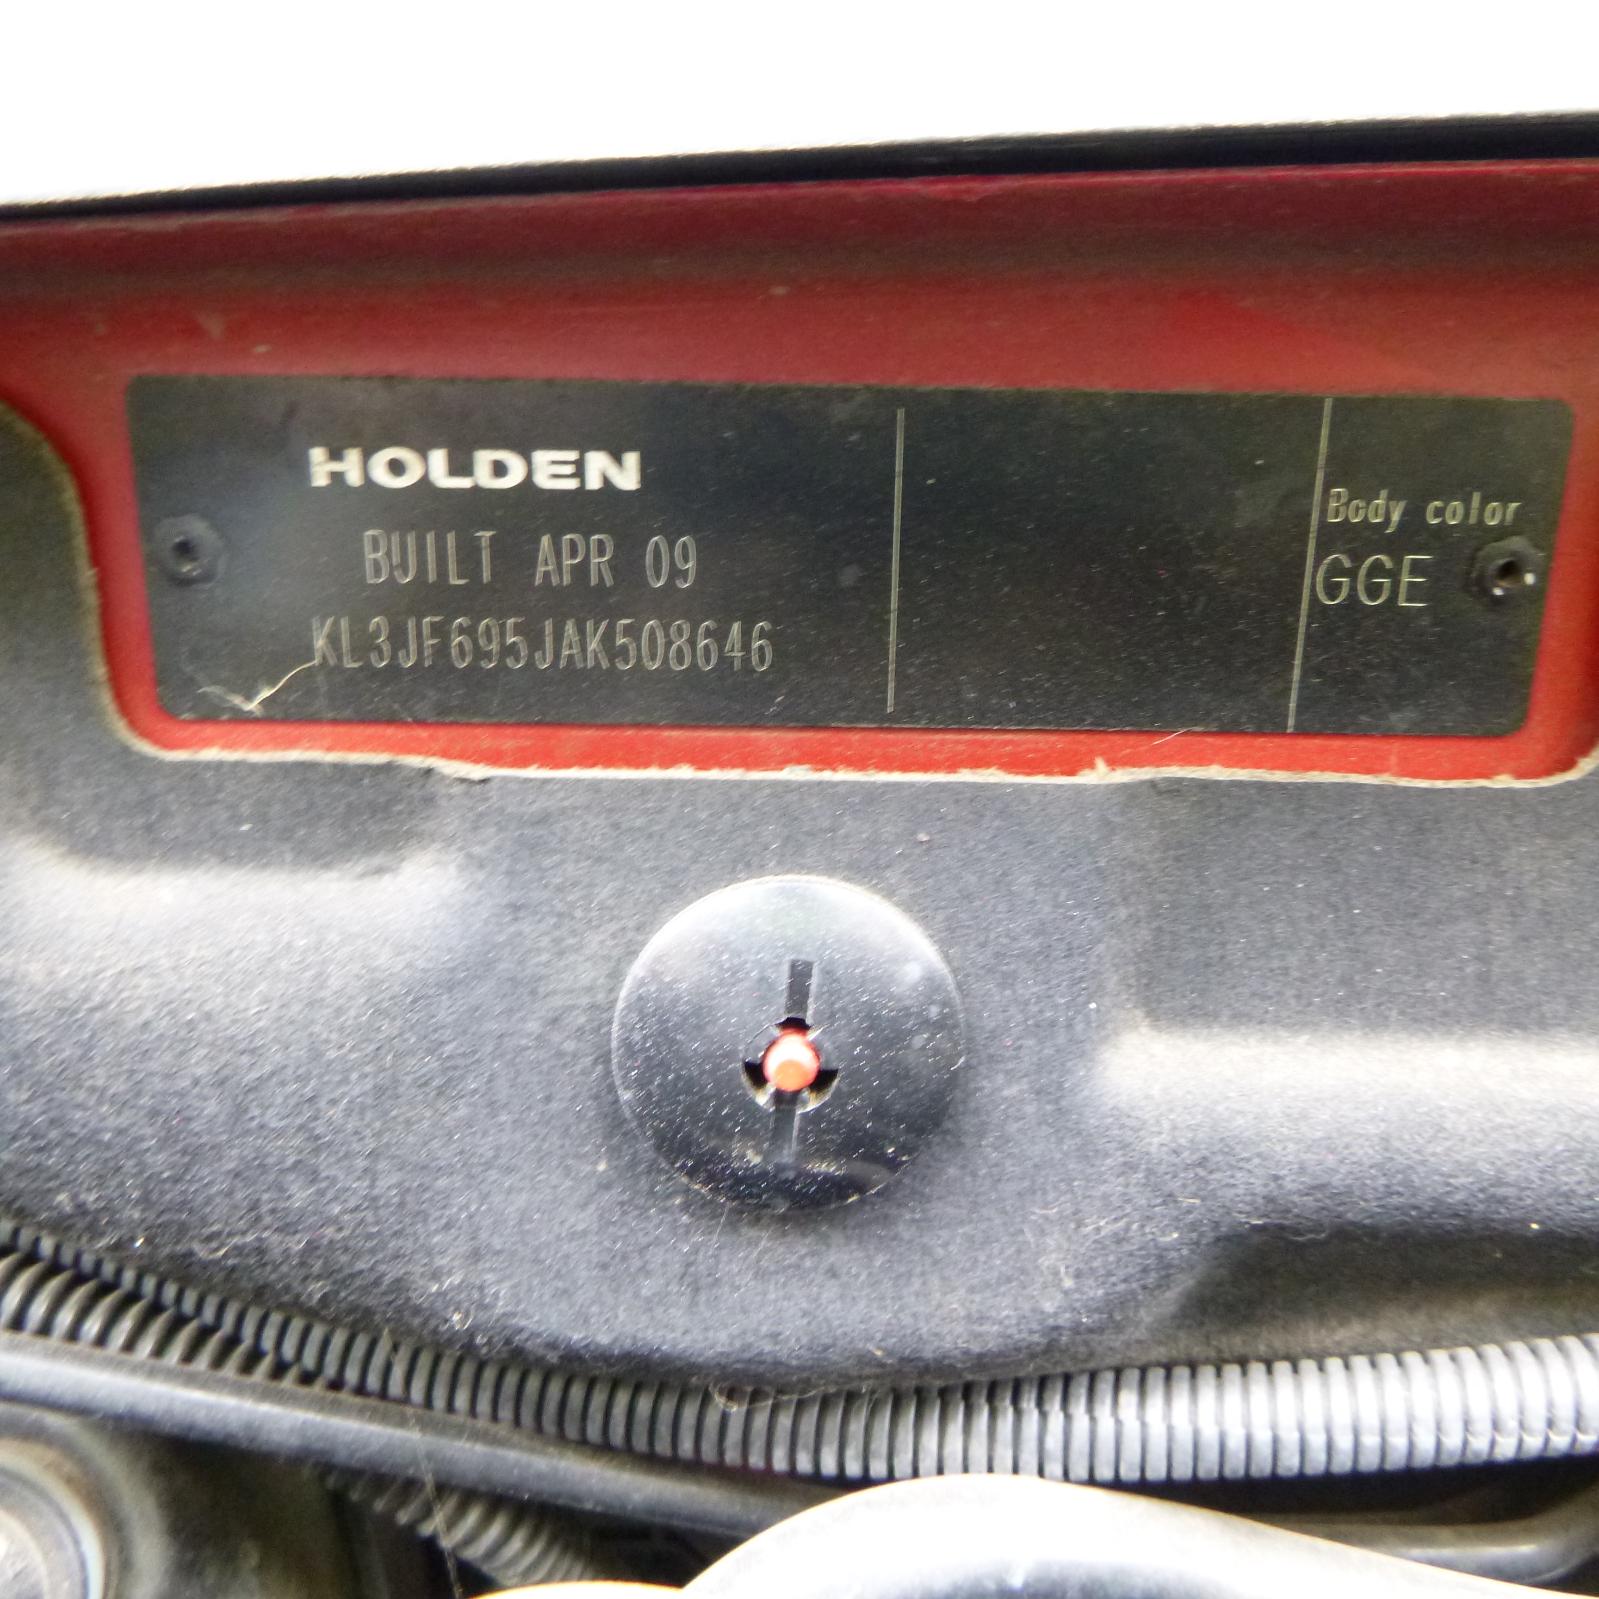 HOLDEN
BUILT APR 09
KL3JF695JAK508646
Body color
GGE